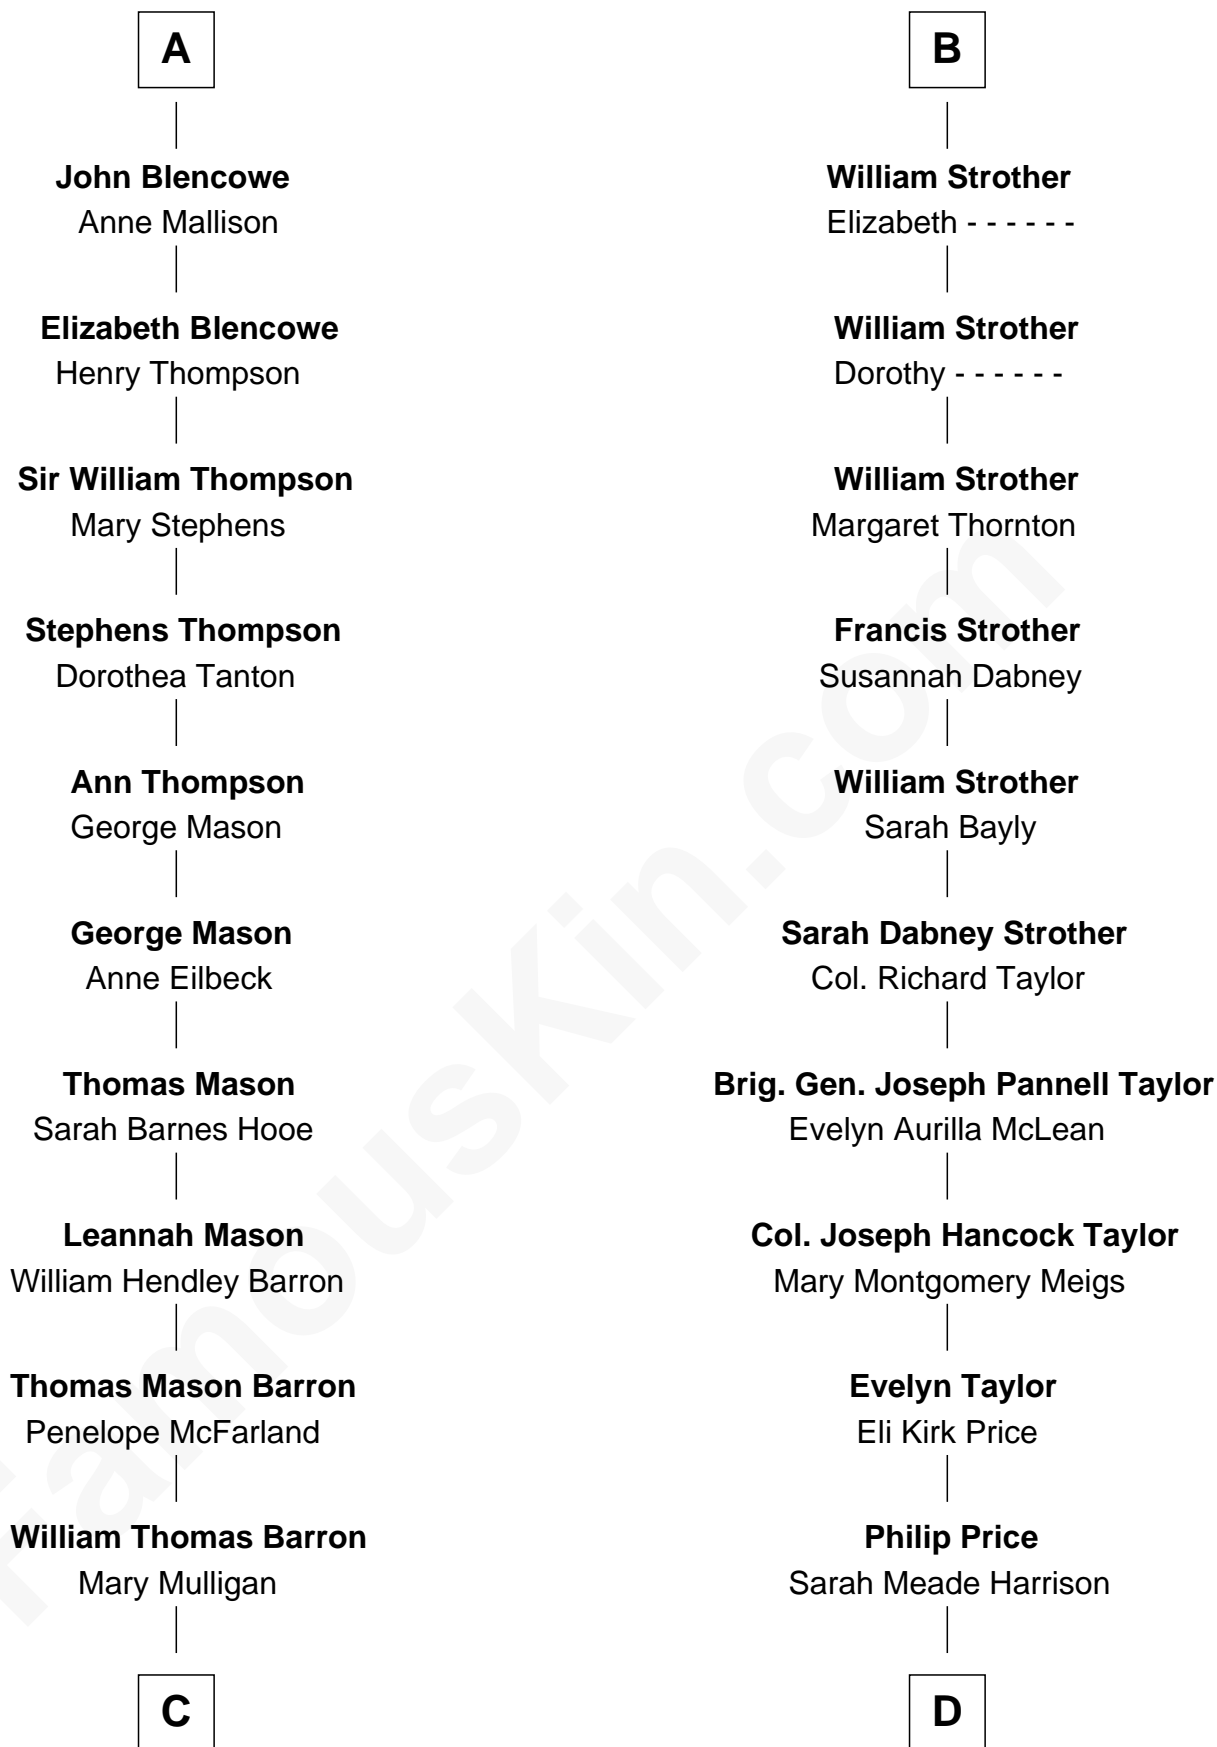 A
John Blencowe
Anne Mallison
Elizabeth Blencowe
Henry Thompson
Sir William Thompson
Mary Stephens
Stephens Thompson
Dorothea Tanton
Ann Thompson
George Mason
George Mason
Anne Eilbeck
Thomas Mason
Sarah Barnes Hooe
Leannah Mason
William Hendley Barron
Thomas Mason Barron
Penelope McFarland
William Thomas Barron
Mary Mulligan
C
B
William Strother
Elizabeth - - - - - -
William Strother
Dorothy - - - - - -
William Strother
Margaret Thornton
Francis Strother
Susannah Dabney
William Strother
Sarah Bayly
Sarah Dabney Strother
Col. Richard Taylor
Brig. Gen. Joseph Pannell Taylor
Evelyn Aurilla McLean
Col. Joseph Hancock Taylor
Mary Montgomery Meigs
Evelyn Taylor
Eli Kirk Price
Philip Price
Sarah Meade Harrison
D
FamousKin.com